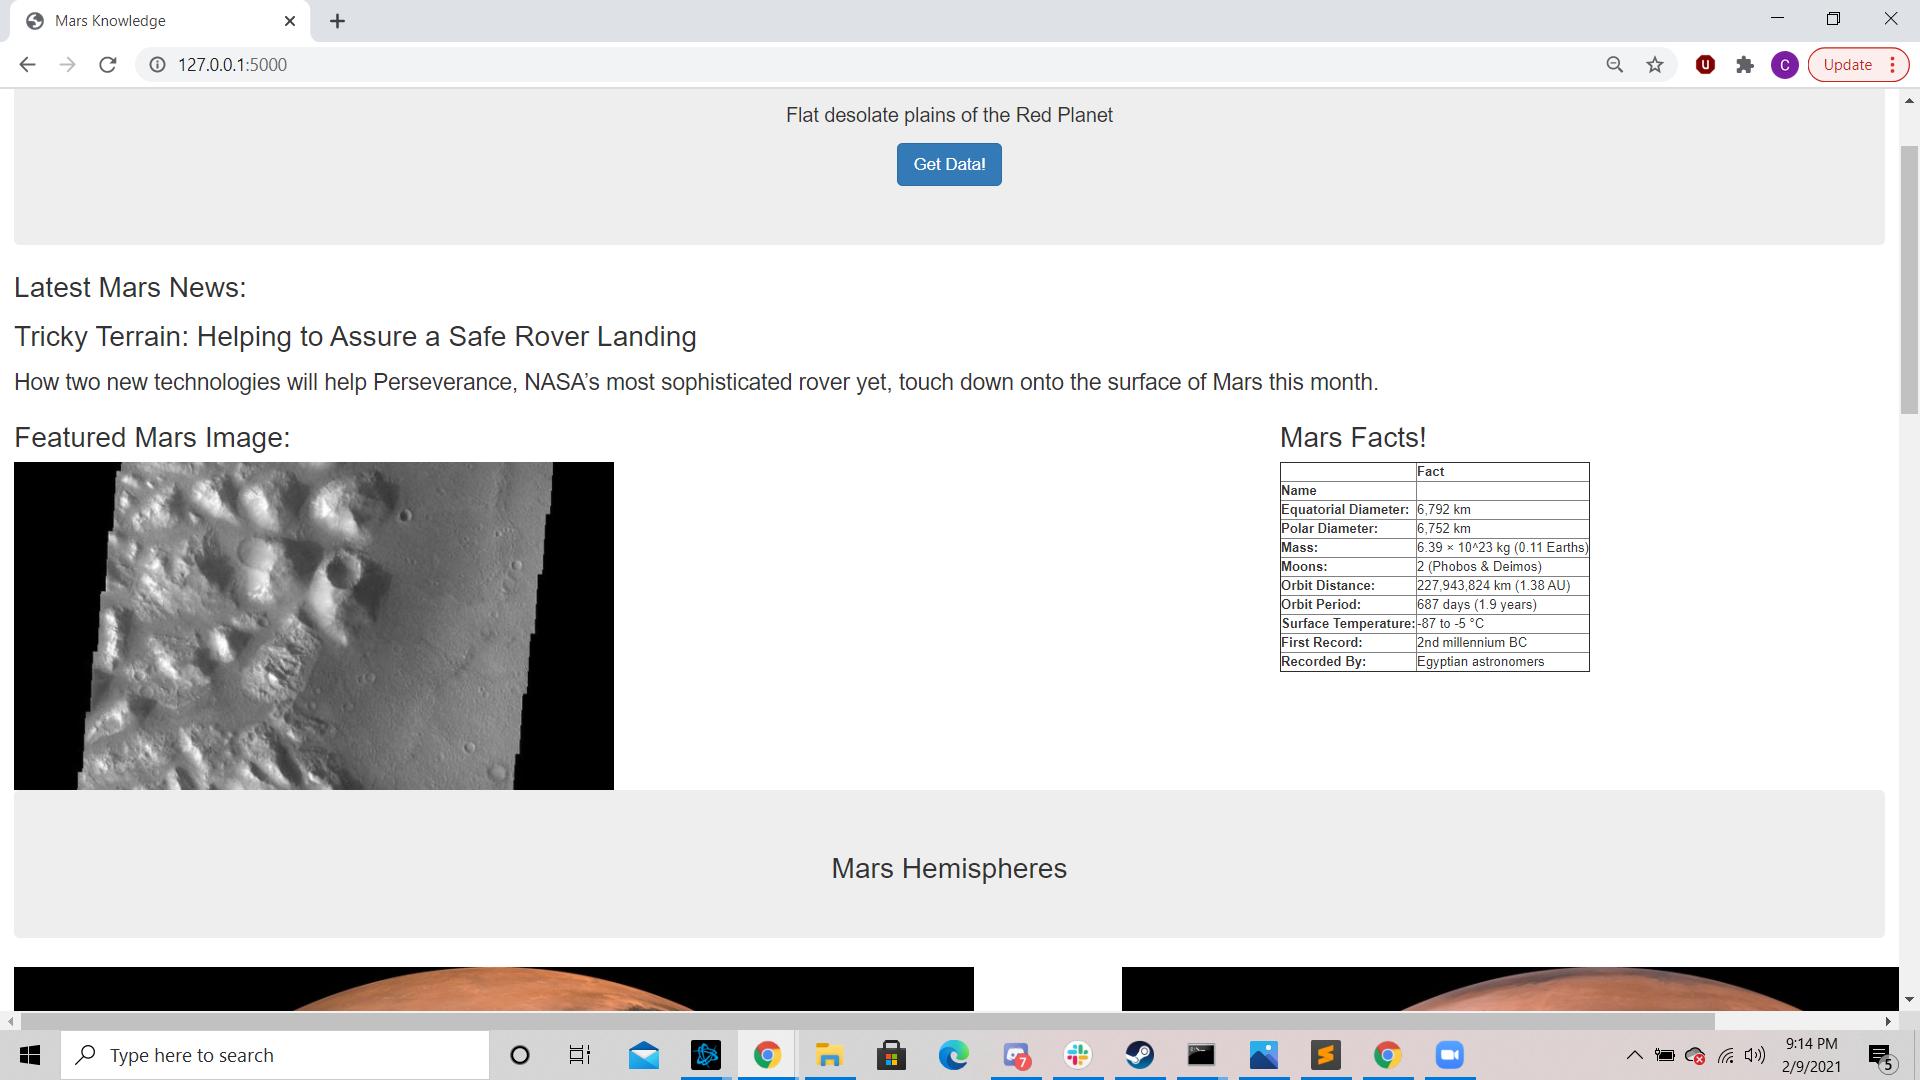 Mars Knowledge
127.0.0.1:5000
C
Update
Flat desolate plains of the Red Planet
Get Data!
Latest Mars News:
Tricky Terrain: Helping to Assure a Safe Rover Landing
How two new technologies will help Perseverance, NASA’s most sophisticated rover yet, touch down onto the surface of Mars this month.
Featured Mars Image:
Mars Facts!
Fact
Name
Equatorial Diameter: 6,792 km
Polar Diameter: 6,752 km
Mass: 6.39 × 10^23 kg (0.11 Earths)
Moons: 2 (Phobos & Deimos)
Orbit Distance: 227,943,824 km (1.38 AU)
Orbit Period: 687 days (1.9 years)
Surface Temperature: -87 to -5 °C
First Record: 2nd millennium BC
Recorded By: Egyptian astronomers
Mars Hemispheres
Type here to search
7
9:14 PM
2/9/2021
5